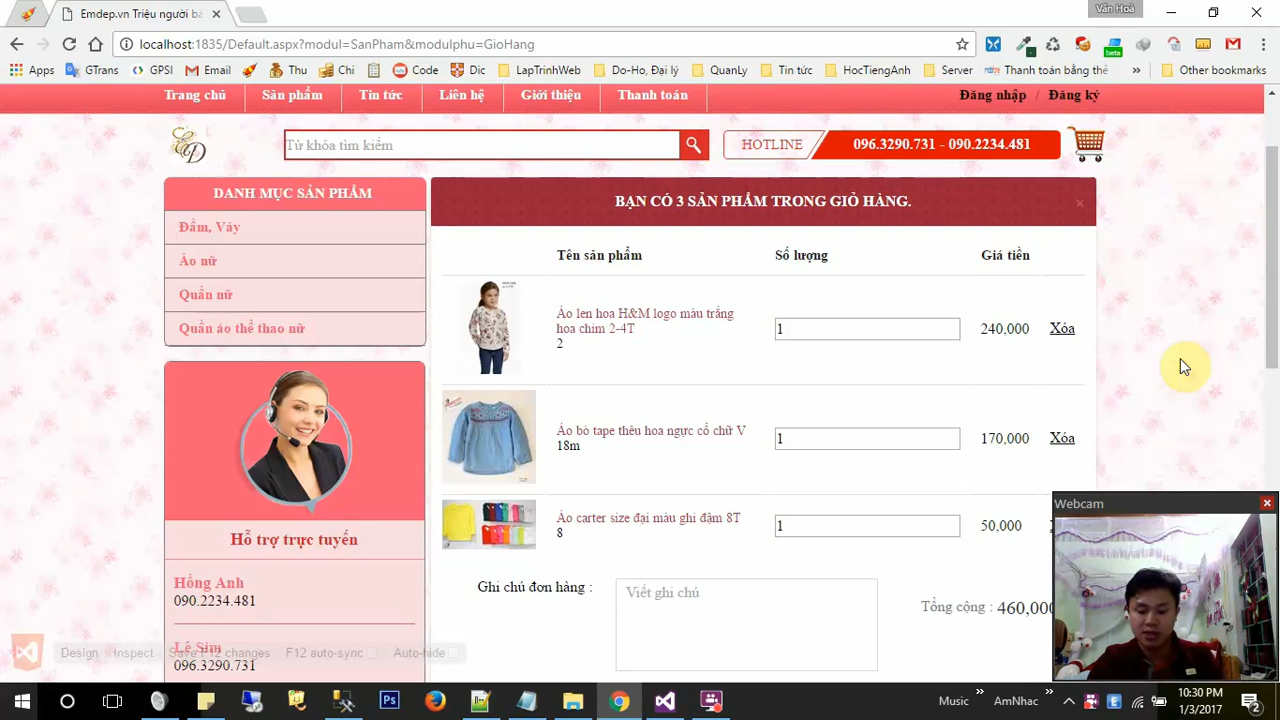 Emdep.vn Triệu người bá
Văn Hoà
localhost:1835/Default.aspx?modul=SanPham&modulphu=GioHang
Apps GTrans GPSI Email Thu Chi Code Dic LapTrinhWeb Do-Ho, Đại lý QuanLy Tin tức HocTiengAnh Server Thanh toán bằng thẻ » Other bookmarks
beta
Trang chủ Sản phẩm Tin tức Liên hệ Giới thiệu Thanh toán Đăng nhập / Đăng ký
Từ khóa tìm kiếm HOTLINE 096.3290.731 - 090.2234.481
DANH MỤC SẢN PHẨM
Đầm, Váy
Áo nữ
Quần nữ
Quần áo thể thao nữ
Hỗ trợ trực tuyến
Hồng Anh
090.2234.481
Lê Sim
096.3290.731
BẠN CÓ 3 SẢN PHẨM TRONG GIỎ HÀNG. ×
Tên sản phẩm Số lượng Giá tiền
Áo len hoa H&M logo màu trắng
hoa chim 2-4T
2
1 240,000 Xóa
Áo bò tape thêu hoa ngực cổ chữ V
18m
1 170,000 Xóa
Áo carter size đại màu ghi đậm 8T
8
1 50,000
Ghi chú đơn hàng : Viết ghi chú Tổng cộng : 460,000
Design Inspect Save F12 changes F12 auto-sync Auto-hide
Webcam
Music » AmNhac »
10:30 PM
1/3/2017
2